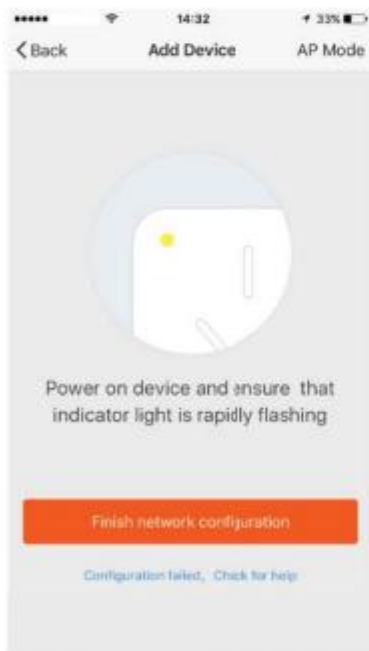 14:32 33%
Back Add Device AP Mode
Power on device and ensure that
indicator light is rapidly flashing
Finish network configuration
Configuration failed, Chick for help